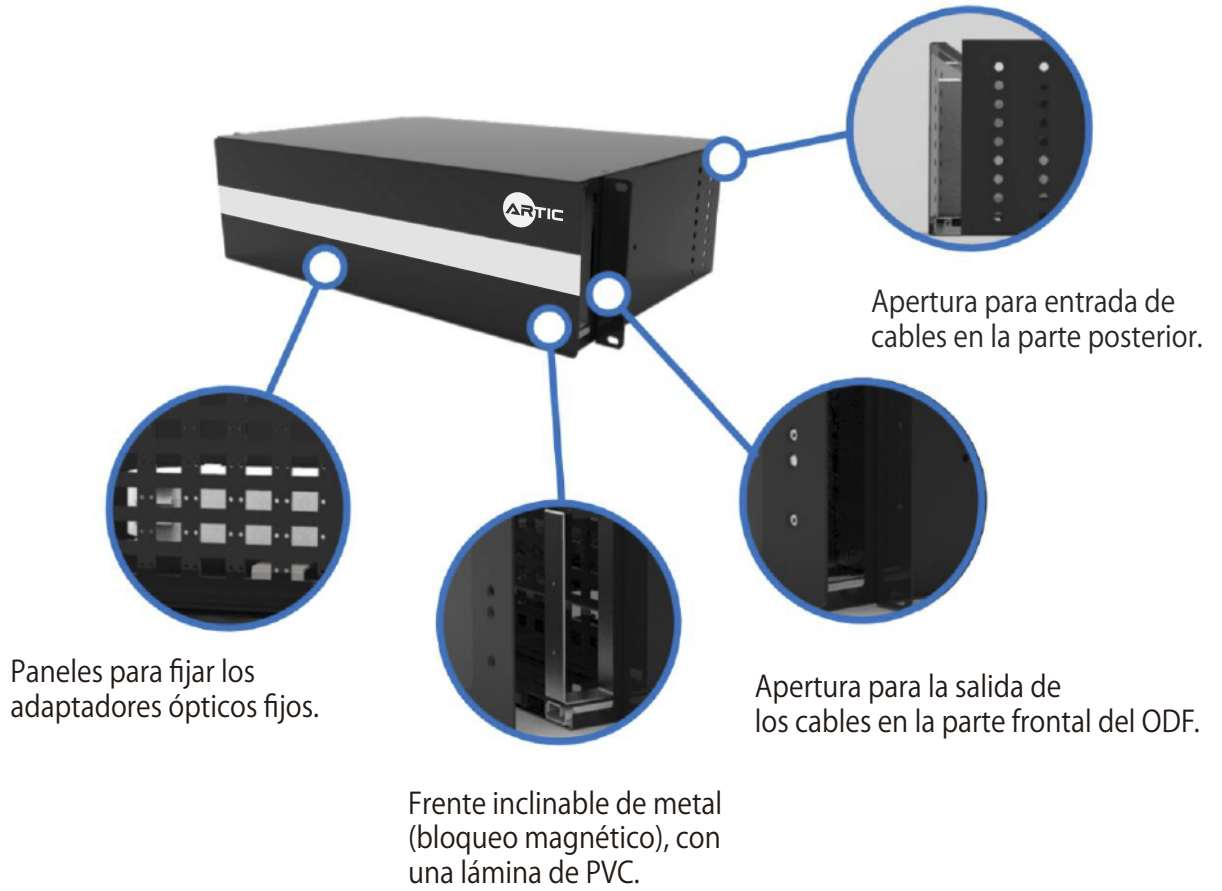 ARTIC
Apertura para entrada de
cables en la parte posterior.
Paneles para fijar los
adaptadores ópticos fijos.
Apertura para la salida de
los cables en la parte frontal del ODF.
Frente inclinable de metal
(bloqueo magnético), con
una lámina de PVC.